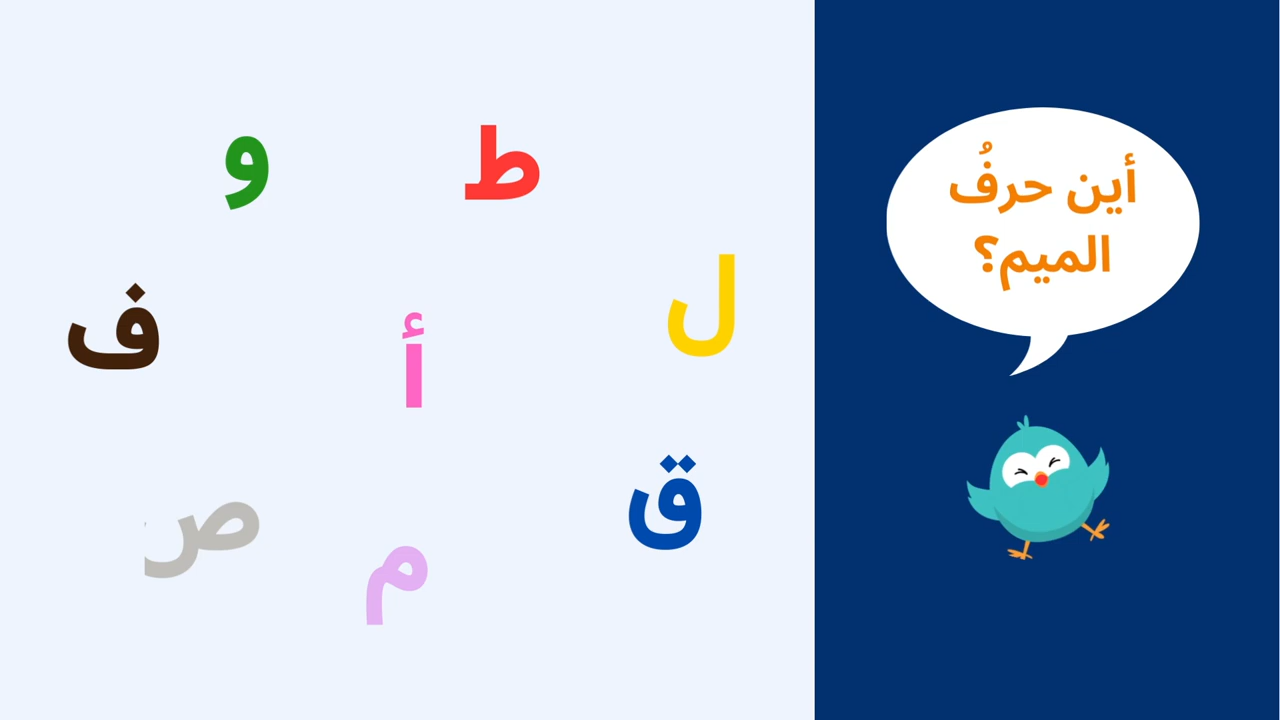 أين حرفُ
الميم؟
ط
و
ل
ف
أ
ق
ص
م